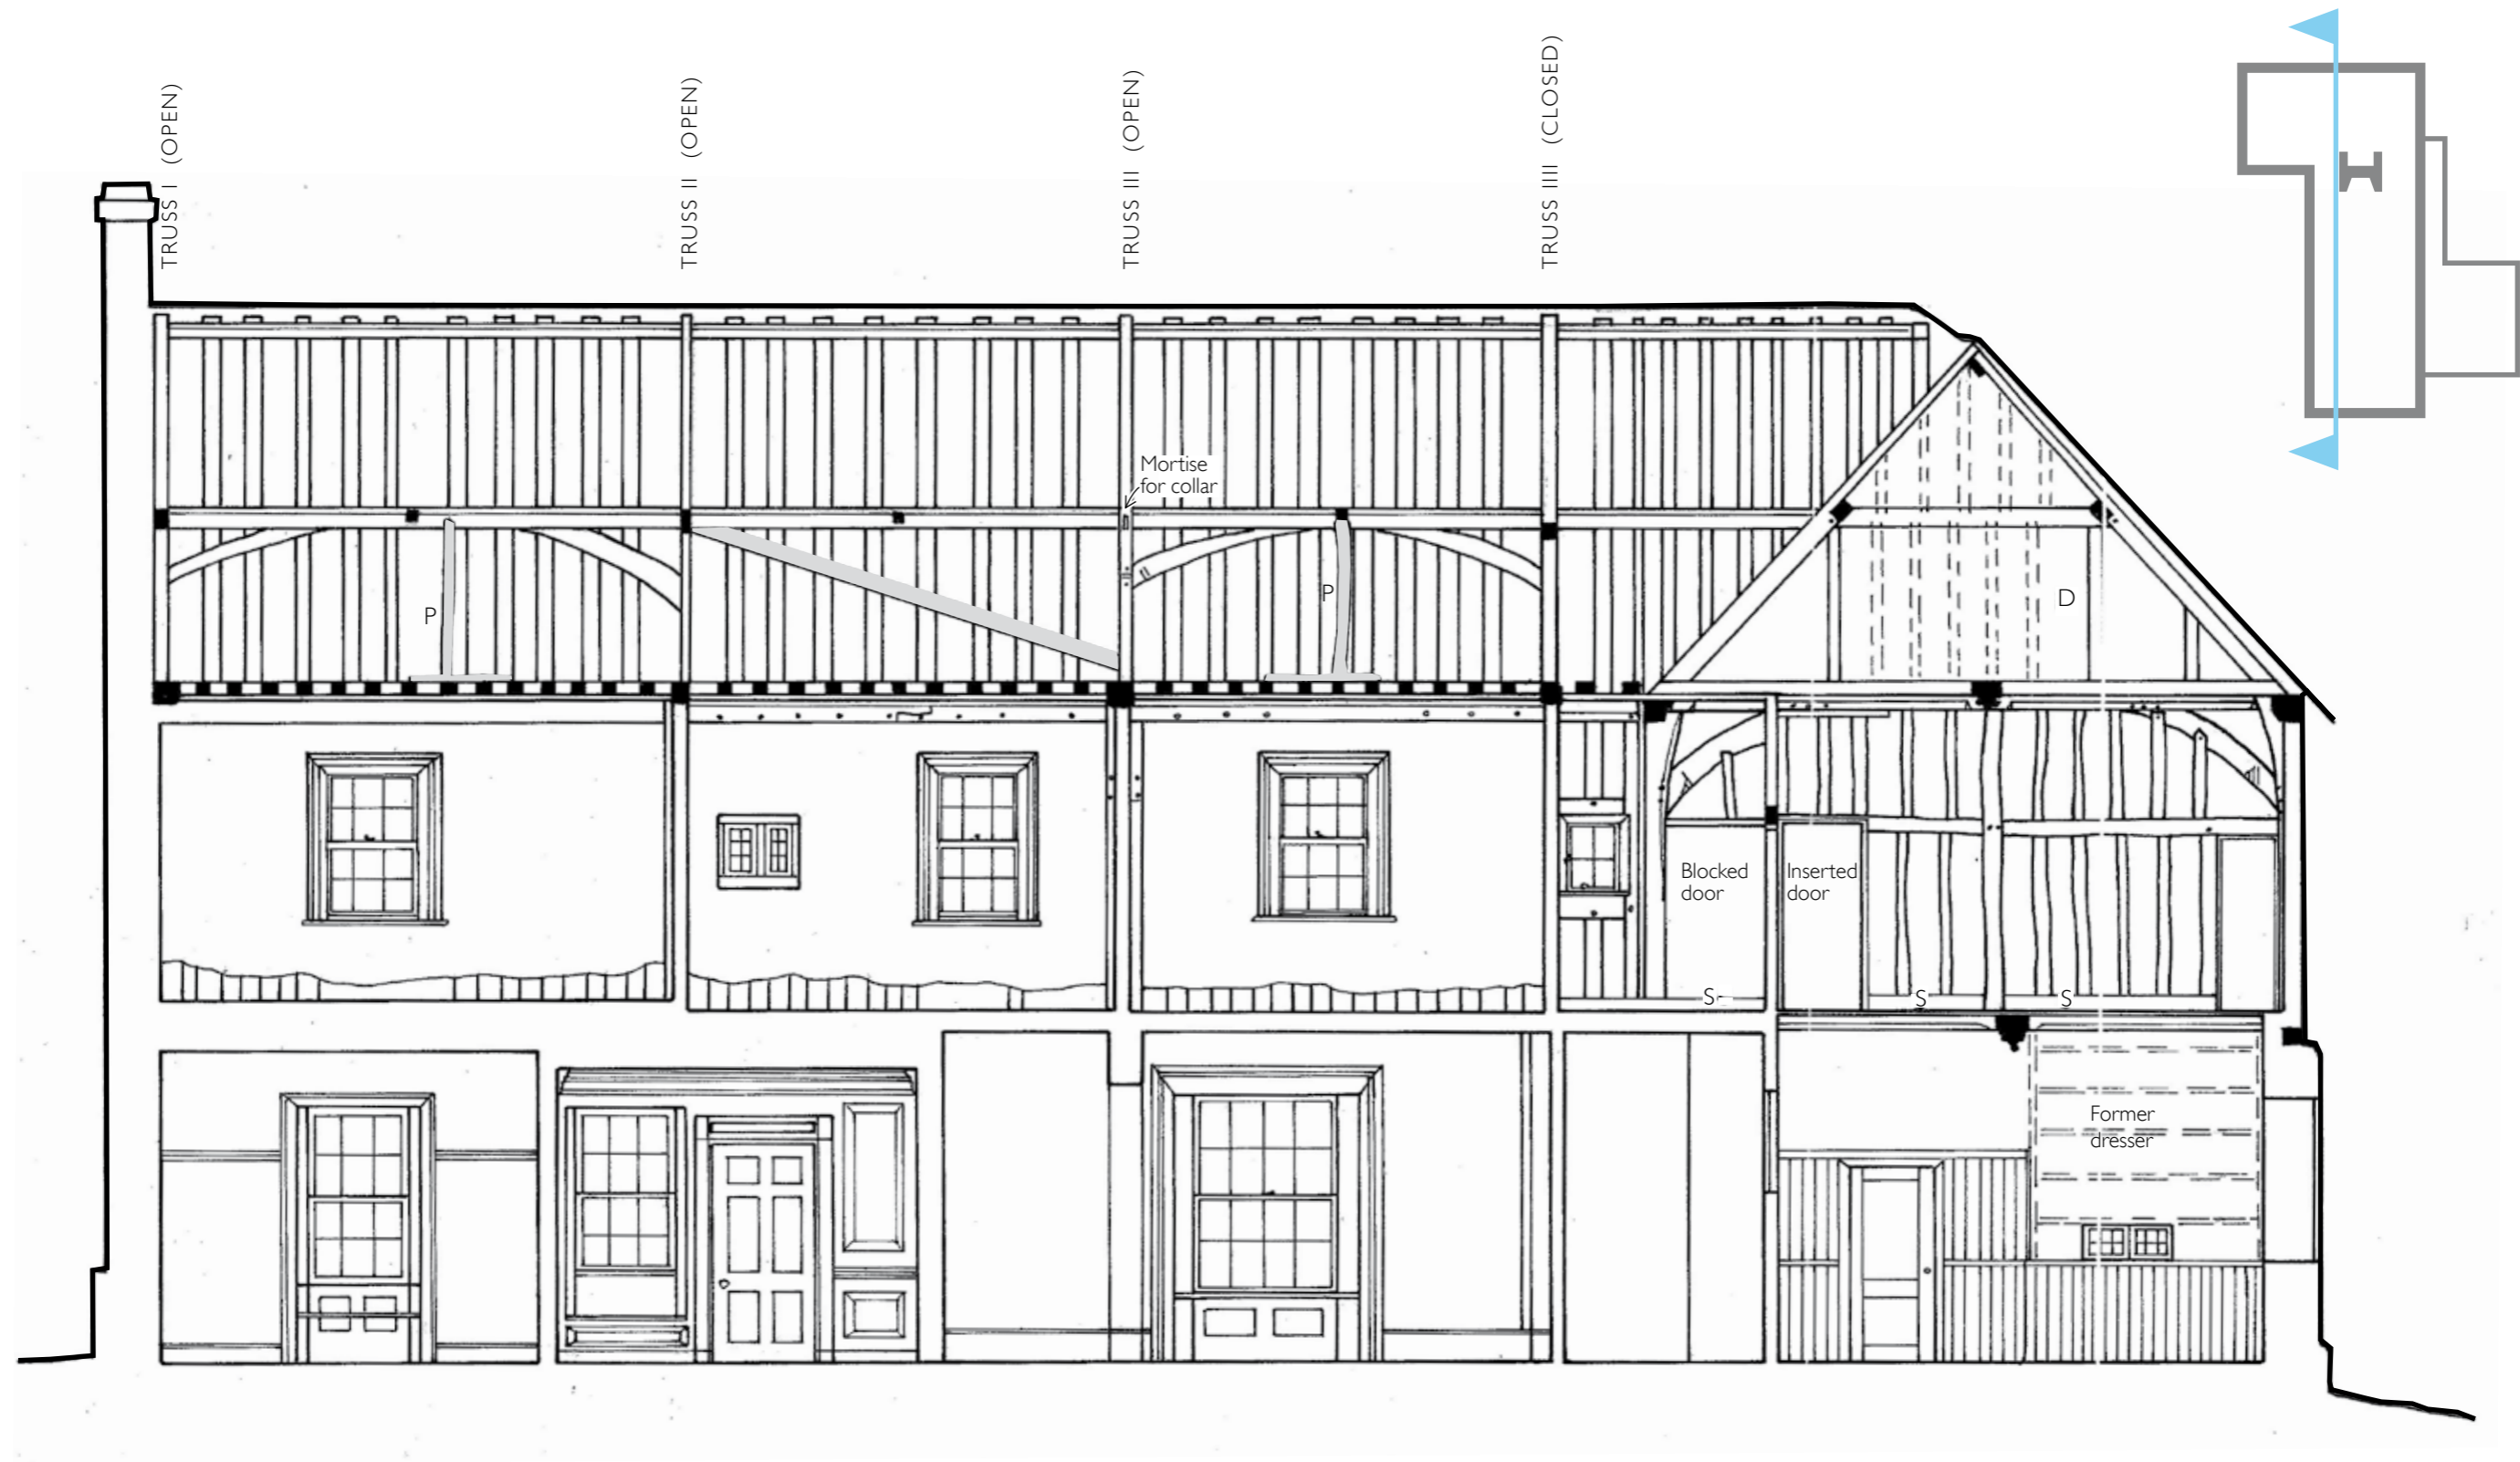 TRUSS I (OPEN)
TRUSS II (OPEN)
TRUSS III (OPEN)
TRUSS IIII (CLOSED)
Mortise
for collar
P
P
D
Blocked
door
Inserted
door
S
S
S
Former
dresser